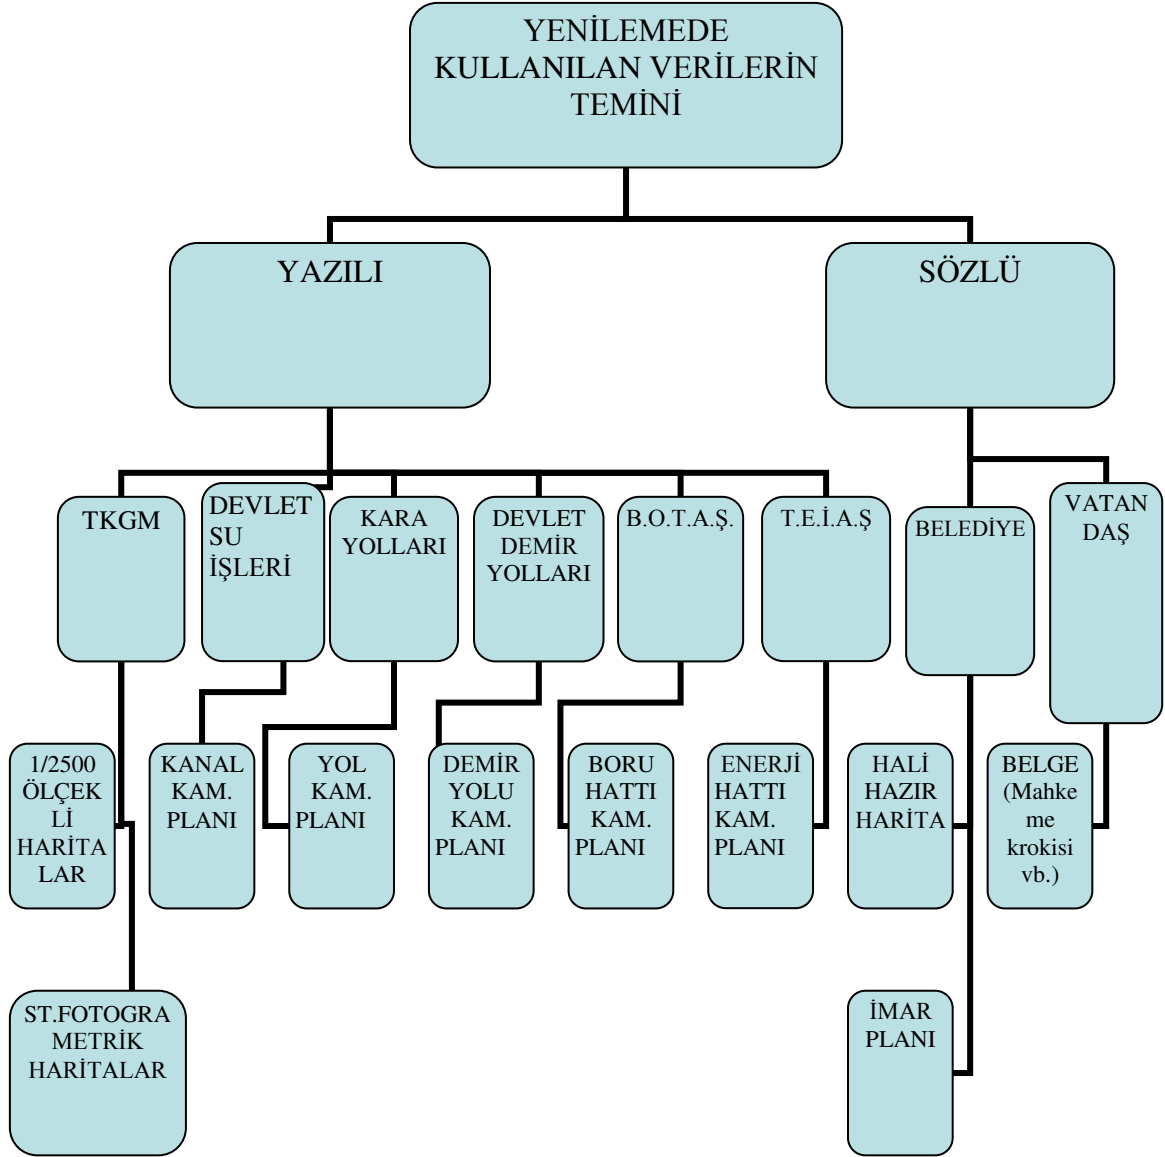 YENİLEMEDE
KULLANILAN VERİLERİN
TEMİNİ
YAZILI
SÖZLÜ
TKGM
DEVLET
SU
İŞLERİ
KARA
YOLLARI
DEVLET
DEMİR
YOLLARI
B.O.T.A.Ş.
T.E.İ.A.Ş
BELEDİYE
VATAN
DAŞ
1/2500
ÖLÇEK
Lİ
HARİTA
LAR
KANAL
KAM.
PLANI
YOL
KAM.
PLANI
DEMİR
YOLU
KAM.
PLANI
BORU
HATTI
KAM.
PLANI
ENERJİ
HATTI
KAM.
PLANI
HALİ
HAZIR
HARİTA
BELGE
(Mahke
me
krokisi
vb.)
ST.FOTOGRA
METRİK
HARİTALAR
İMAR
PLANI